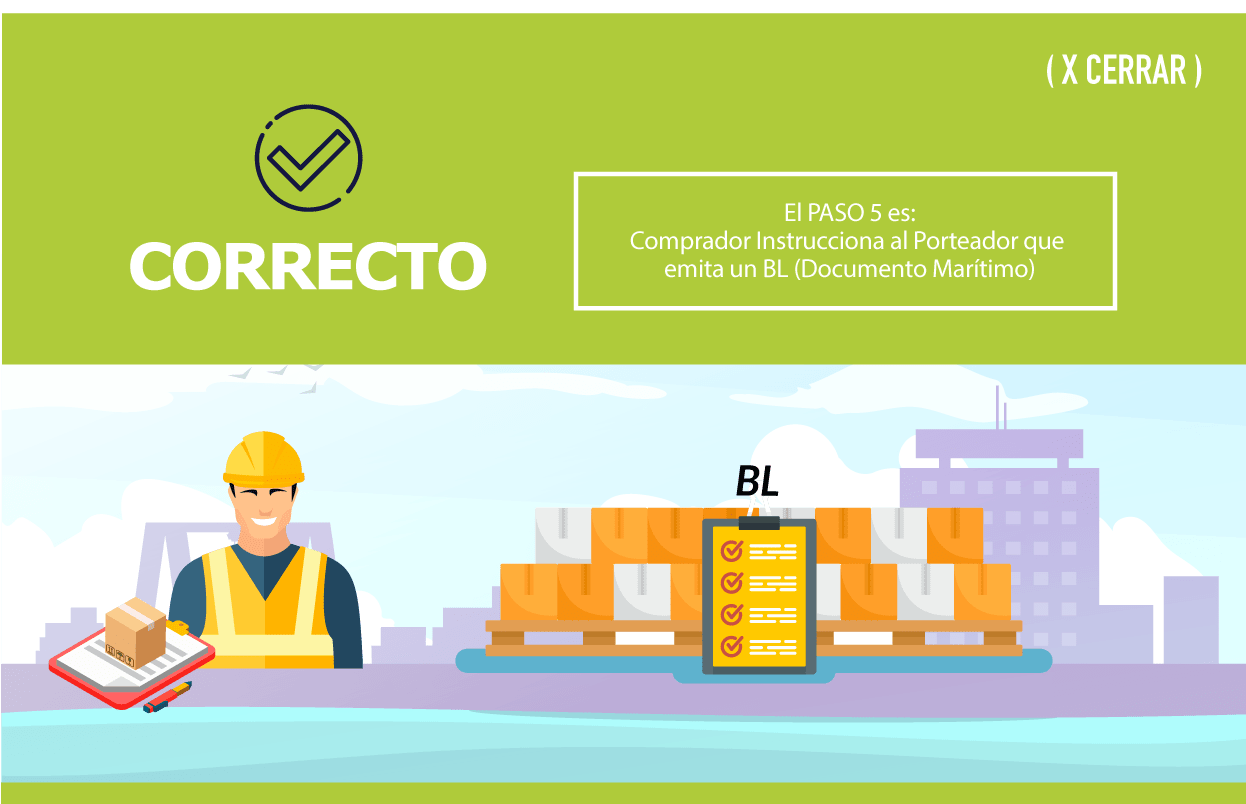 ( X CERRAR )
CORRECTO
El PASO 5 es:
Comprador Instrucciona al Porteador que
emita un BL (Documento Marítimo)
BL